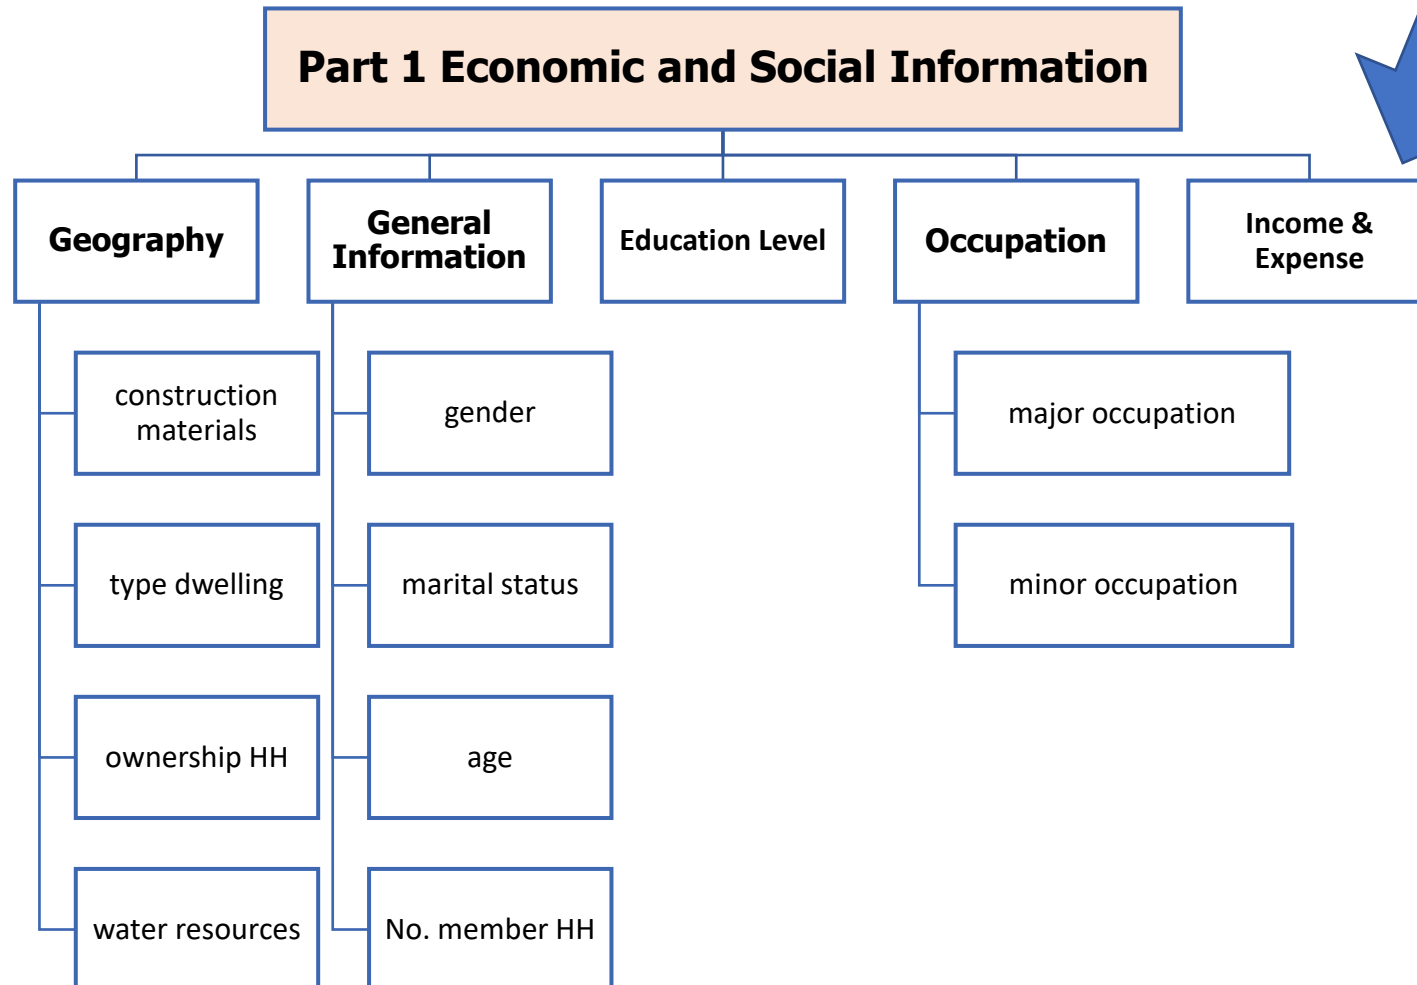 Part 1 Economic and Social Information
Geography
General
Information
Education Level
Occupation
Income &
Expense
construction
materials
gender
major occupation
type dwelling
marital status
minor occupation
ownership HH
age
water resources
No. member HH